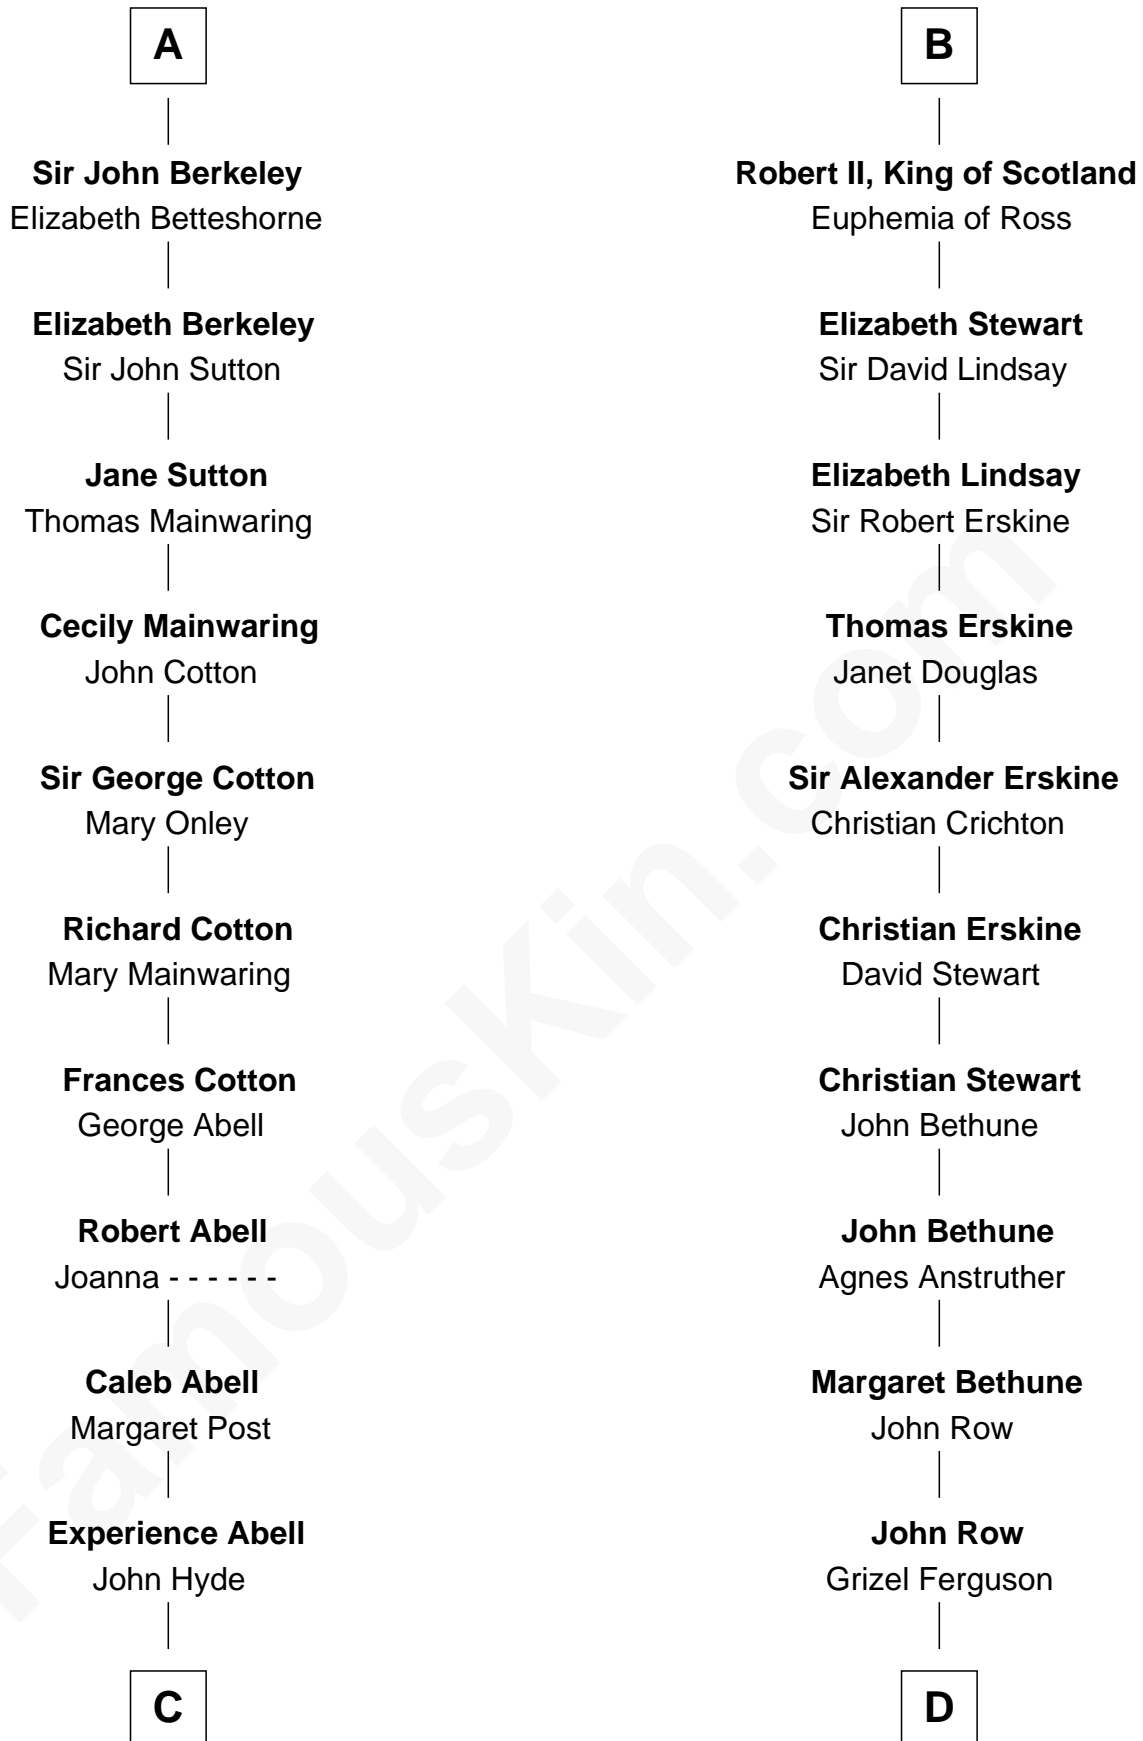 A
Sir John Berkeley
Elizabeth Betteshorne
Elizabeth Berkeley
Sir John Sutton
Jane Sutton
Thomas Mainwaring
Cecily Mainwaring
John Cotton
Sir George Cotton
Mary Onley
Richard Cotton
Mary Mainwaring
Frances Cotton
George Abell
Robert Abell
Joanna - - - - - -
Caleb Abell
Margaret Post
Experience Abell
John Hyde
C
B
Robert II, King of Scotland
Euphemia of Ross
Elizabeth Stewart
Sir David Lindsay
Elizabeth Lindsay
Sir Robert Erskine
Thomas Erskine
Janet Douglas
Sir Alexander Erskine
Christian Crichton
Christian Erskine
David Stewart
Christian Stewart
John Bethune
John Bethune
Agnes Anstruther
Margaret Bethune
John Row
John Row
Grizel Ferguson
D
FamousKin.com